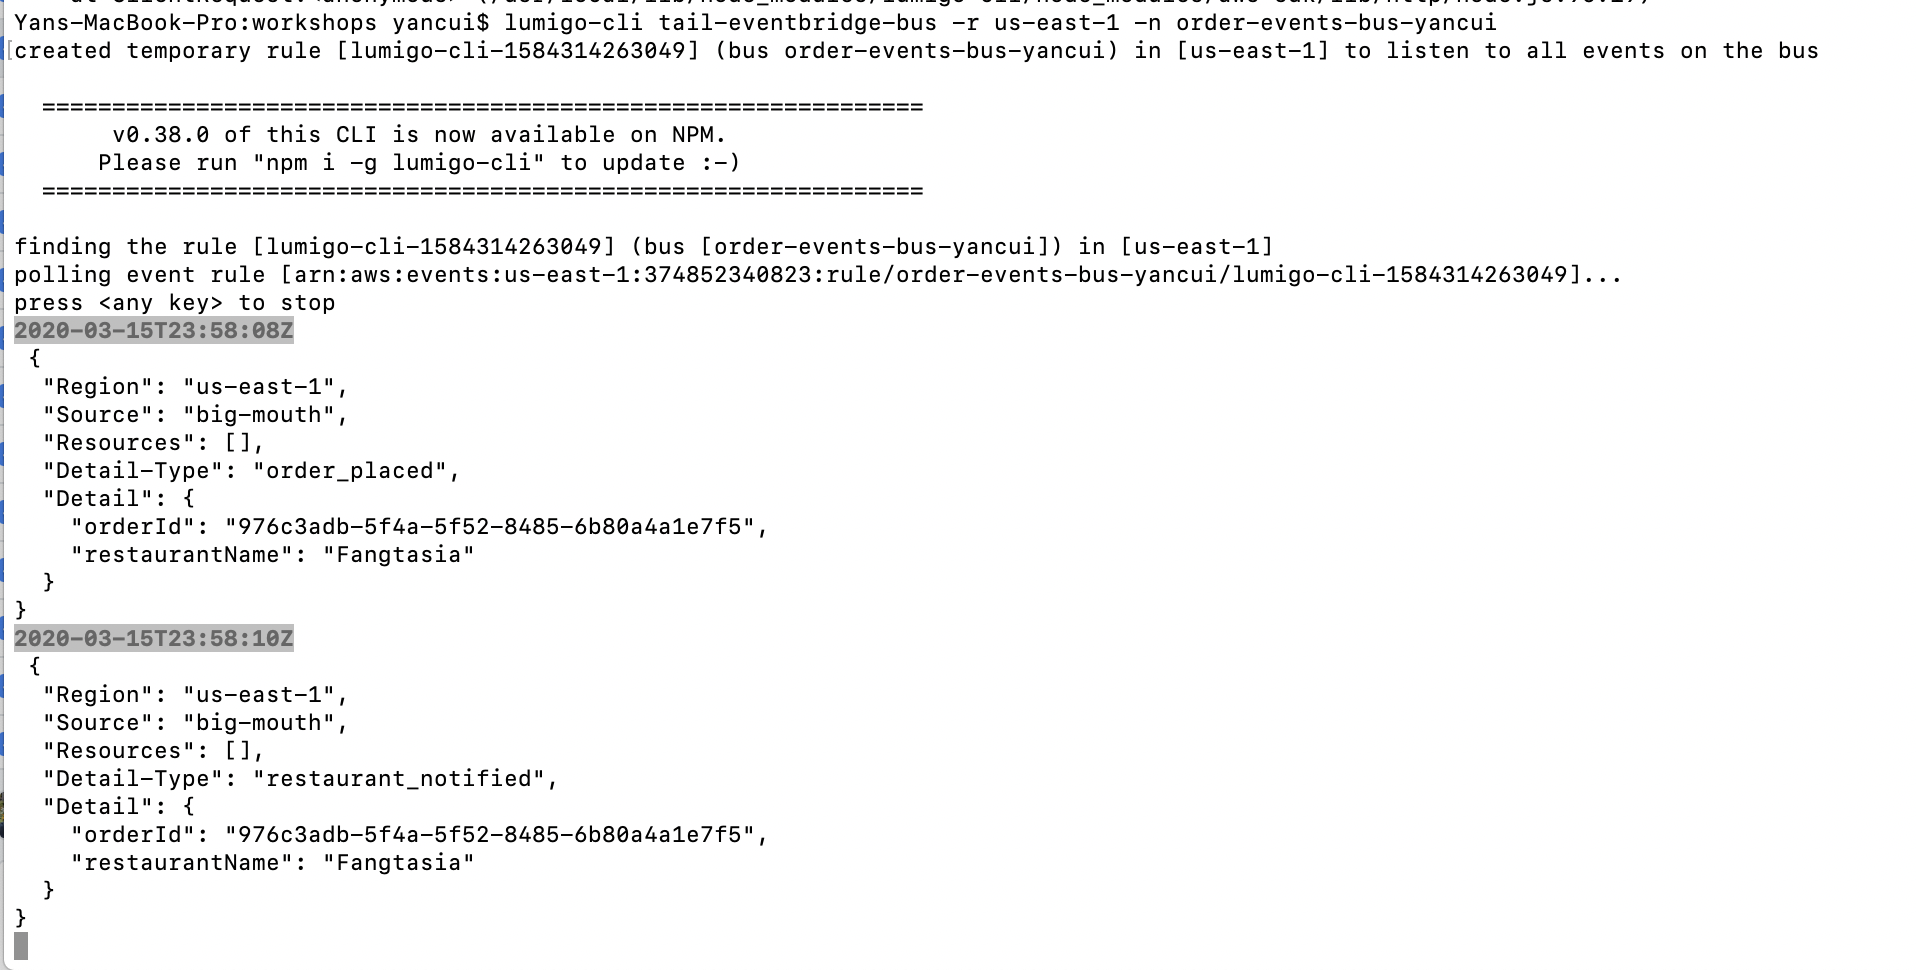 Yans-MacBook-Pro:workshops yancui$ lumigo-cli tail-eventbridge-bus -r us-east-1 -n order-events-bus-yancui
[created temporary rule [lumigo-cli-1584314263049] (bus order-events-bus-yancui) in [us-east-1] to listen to all events on the bus
===============================================================
v0.38.0 of this CLI is now available on NPM.
Please run "npm i -g lumigo-cli" to update :-)
===============================================================
finding the rule [lumigo-cli-1584314263049] (bus [order-events-bus-yancui]) in [us-east-1]
polling event rule [arn:aws:events:us-east-1:374852340823:rule/order-events-bus-yancui/lumigo-cli-1584314263049]...
press <any key> to stop
2020-03-15T23:58:08Z
{
"Region": "us-east-1",
"Source": "big-mouth",
"Resources": [],
"Detail-Type": "order_placed",
"Detail": {
"orderId": "976c3adb-5f4a-5f52-8485-6b80a4a1e7f5",
"restaurantName": "Fangtasia"
}
}
2020-03-15T23:58:10Z
{
"Region": "us-east-1",
"Source": "big-mouth",
"Resources": [],
"Detail-Type": "restaurant_notified",
"Detail": {
"orderId": "976c3adb-5f4a-5f52-8485-6b80a4a1e7f5",
"restaurantName": "Fangtasia"
}
}